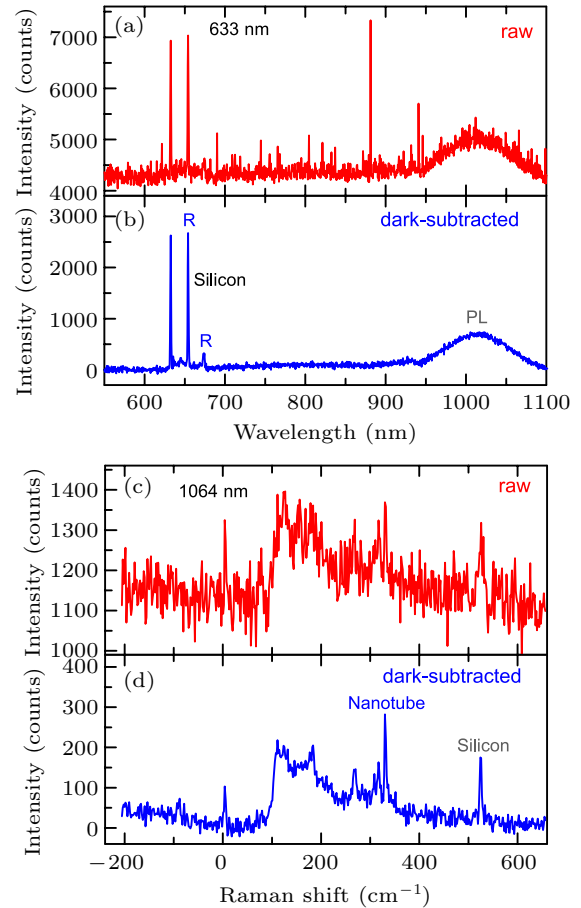 (a) 633 nm raw
Intensity (counts)
7000
6000
5000
4000
(b) R dark-subtracted
Silicon
R
PL
Intensity (counts)
3000
2000
1000
0
600 700 800 900 1000 1100
Wavelength (nm)
(c) 1064 nm raw
Intensity (counts)
1400
1300
1200
1100
1000
(d) dark-subtracted
Nanotube
Silicon
Intensity (counts)
400
300
200
100
0
−200 0 200 400 600
Raman shift (cm⁻¹)